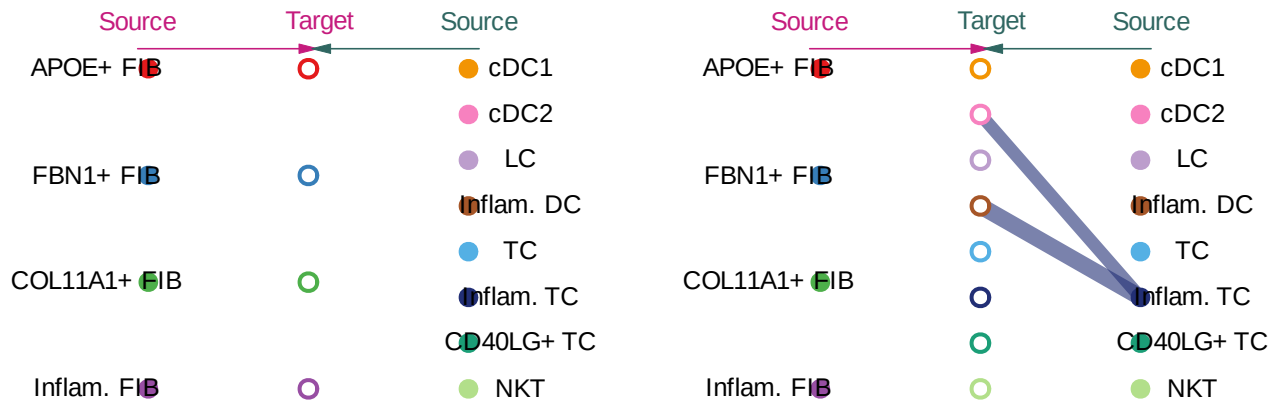 Source Target Source
APOE+ FIB cDC1
cDC2
FBN1+ FIB LC
Inflam. DC
COL11A1+ FIB TC
Inflam. TC
CD40LG+ TC
Inflam. FIB NKT
Source Target Source
APOE+ FIB cDC1
cDC2
FBN1+ FIB LC
Inflam. DC
COL11A1+ FIB TC
Inflam. TC
CD40LG+ TC
Inflam. FIB NKT